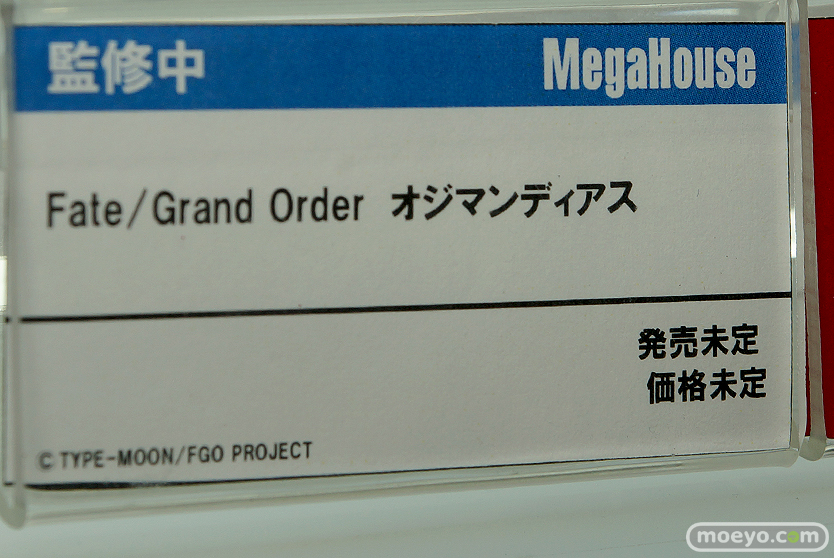 監修中 MegaHouse
Fate/Grand Order オジマンディアス
発売未定
価格未定
© TYPE-MOON/FGO PROJECT
moeyo.com